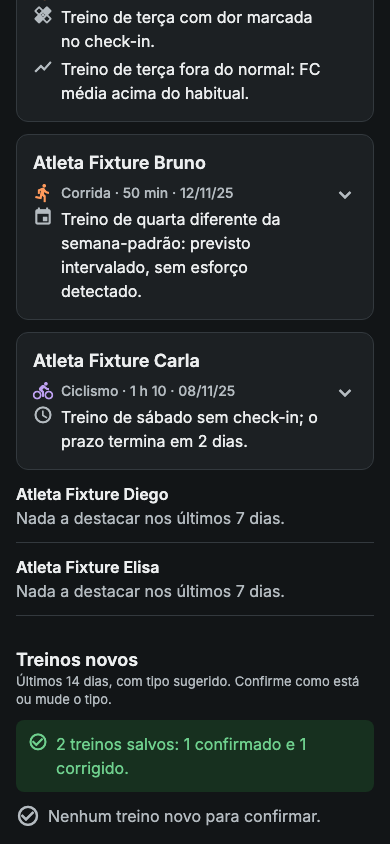 Treino de terça com dor marcada
no check-in.
Treino de terça fora do normal: FC
média acima do habitual.
Atleta Fixture Bruno
Corrida · 50 min · 12/11/25
Treino de quarta diferente da
semana-padrão: previsto
intervalado, sem esforço
detectado.
Atleta Fixture Carla
Ciclismo · 1 h 10 · 08/11/25
Treino de sábado sem check-in; o
prazo termina em 2 dias.
Atleta Fixture Diego
Nada a destacar nos últimos 7 dias.
Atleta Fixture Elisa
Nada a destacar nos últimos 7 dias.
Treinos novos
Últimos 14 dias, com tipo sugerido. Confirme como está
ou mude o tipo.
2 treinos salvos: 1 confirmado e 1
corrigido.
Nenhum treino novo para confirmar.